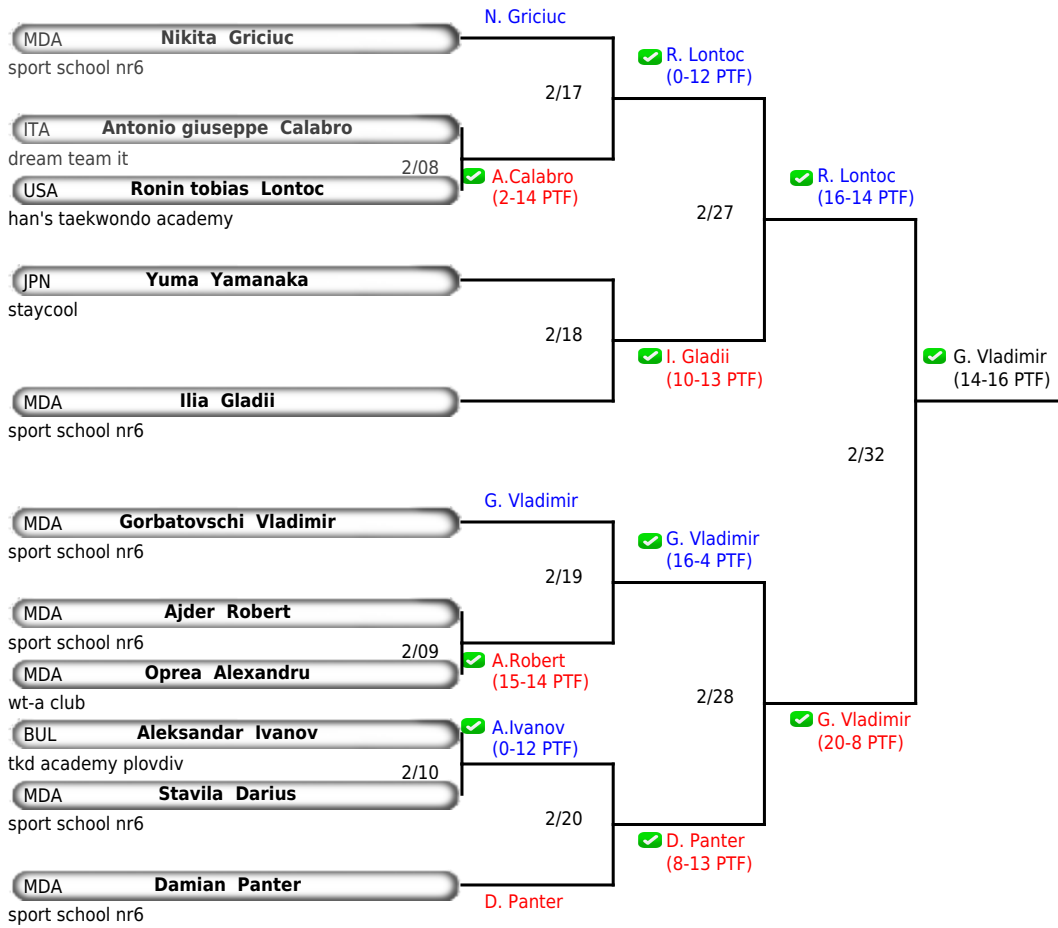 N. Griciuc
MDA Nikita Griciuc
sport school nr6
R. Lontoc
(0-12 PTF)
2/17
ITA Antonio giuseppe Calabro
dream team it
2/08
USA Ronin tobias Lontoc
han's taekwondo academy
A.Calabro
(2-14 PTF)
R. Lontoc
(16-14 PTF)
2/27
JPN Yuma Yamanaka
staycool
2/18
I. Gladii
(10-13 PTF)
G. Vladimir
(14-16 PTF)
MDA Ilia Gladii
sport school nr6
2/32
G. Vladimir
MDA Gorbatovschi Vladimir
sport school nr6
G. Vladimir
(16-4 PTF)
2/19
MDA Ajder Robert
sport school nr6
2/09
MDA Oprea Alexandru
wt-a club
A.Robert
(15-14 PTF)
2/28
G. Vladimir
(20-8 PTF)
BUL Aleksandar Ivanov
tkd academy plovdiv
A.Ivanov
(0-12 PTF)
2/10
MDA Stavila Darius
sport school nr6
2/20
D. Panter
(8-13 PTF)
MDA Damian Panter
sport school nr6
D. Panter